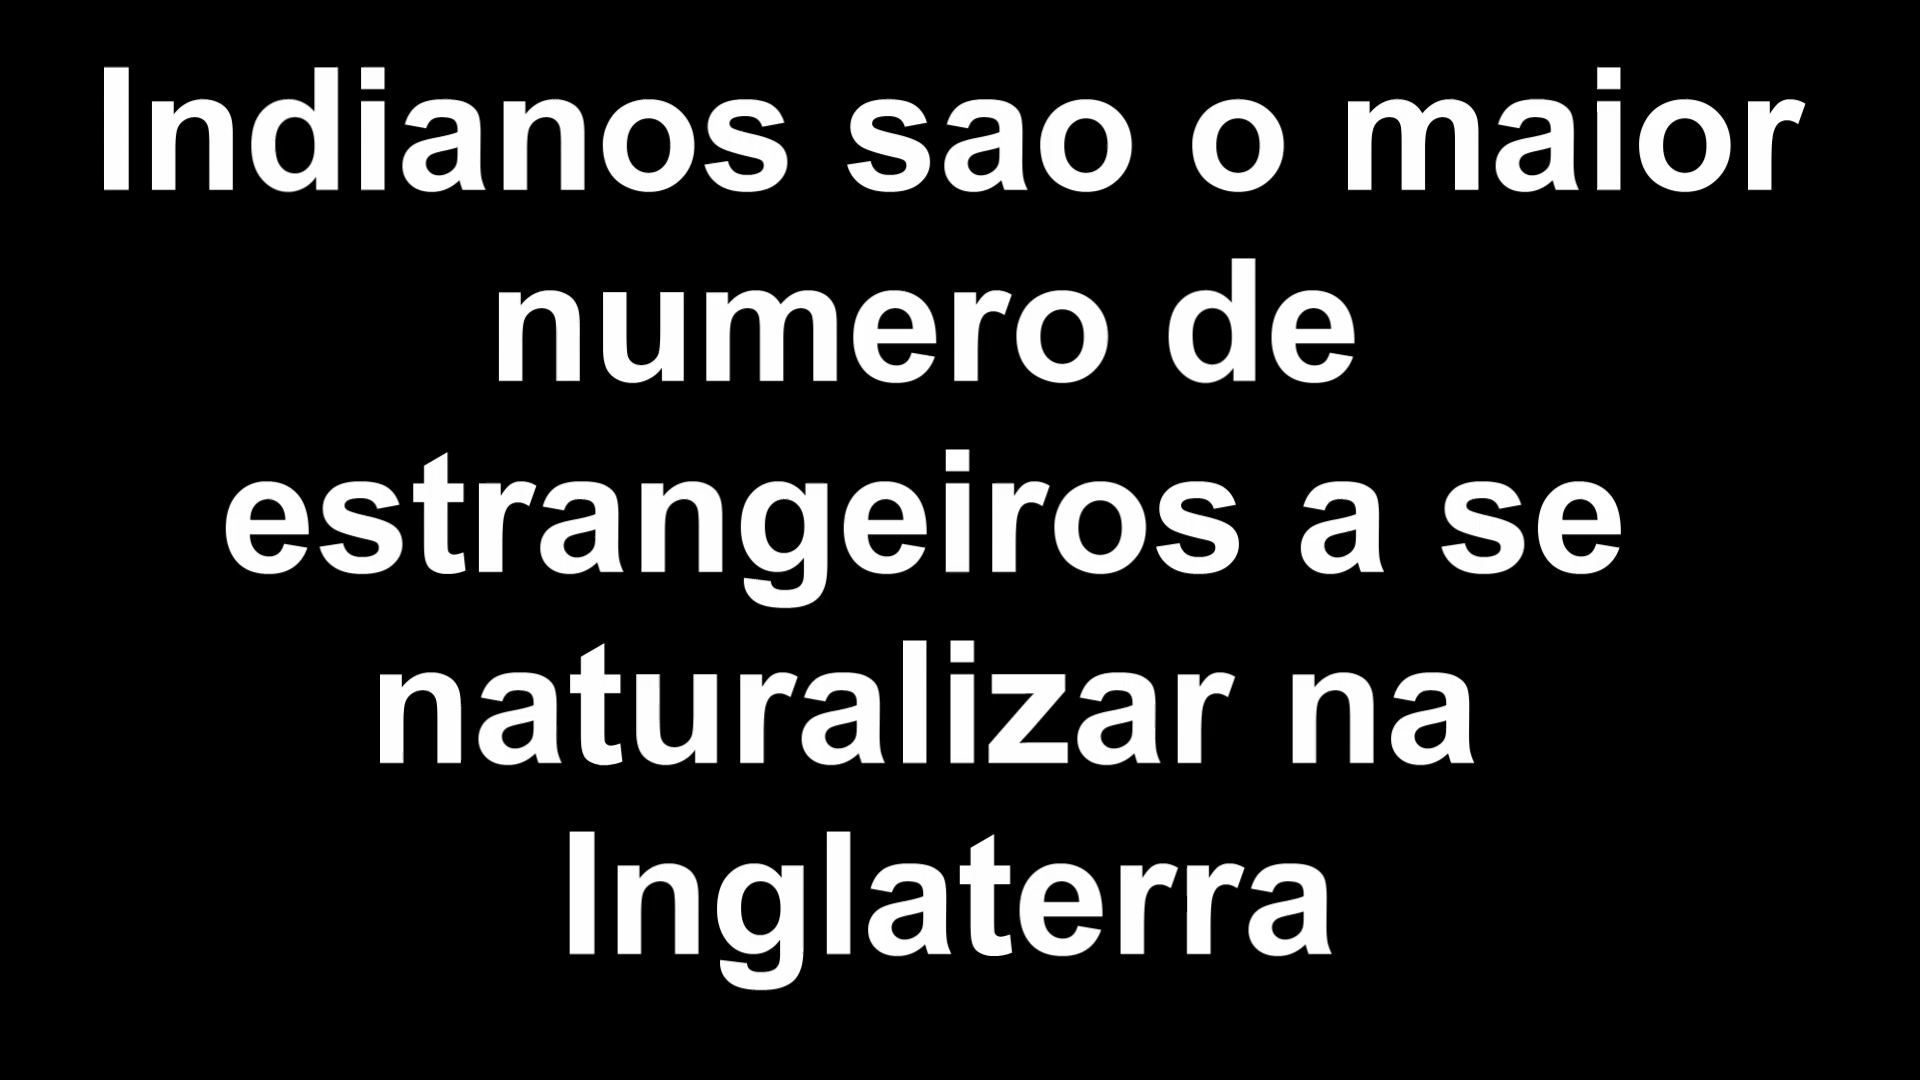 Indianos sao o maior
numero de
estrangeiros a se
naturalizar na
Inglaterra